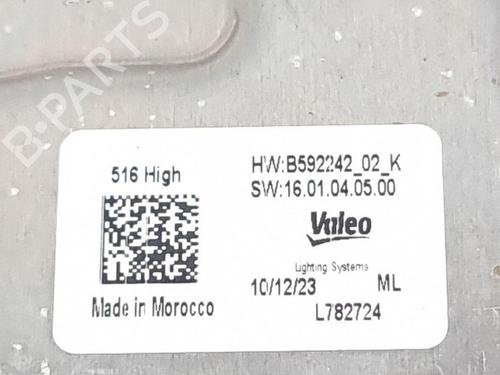 B-PARTS
516 High
HW:B592242_02_K
SW:16.01.04.05.00
Valeo
Lighting Systems
10/12/23 ML
Made in Morocco
L782724